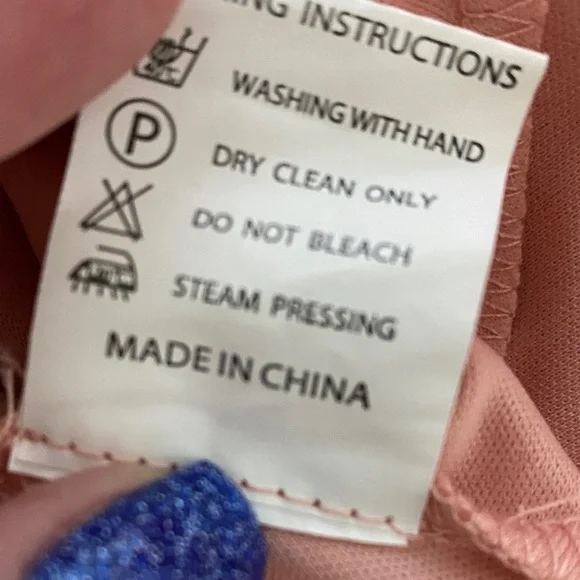 INSTRUCTIONS
WASHING WITH HAND
P
DRY CLEAN ONLY
DO NOT BLEACH
STEAM PRESSING
MADE IN CHINA